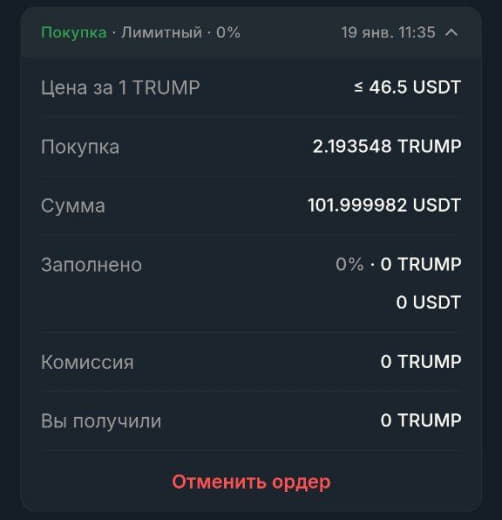 Покупка · Лимитный · 0% 19 янв. 11:35
Цена за 1 TRUMP ≤ 46.5 USDT
Покупка 2.193548 TRUMP
Сумма 101.999982 USDT
Заполнено 0% · 0 TRUMP
0 USDT
Комиссия 0 TRUMP
Вы получили 0 TRUMP
Отменить ордер